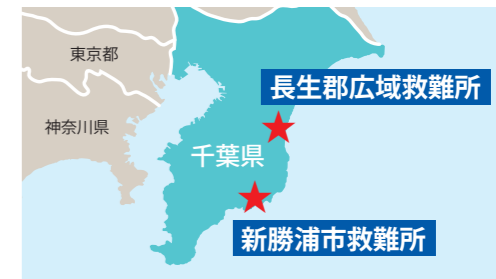 東京都
長生郡広域救難所
神奈川県
千葉県
新勝浦市救難所